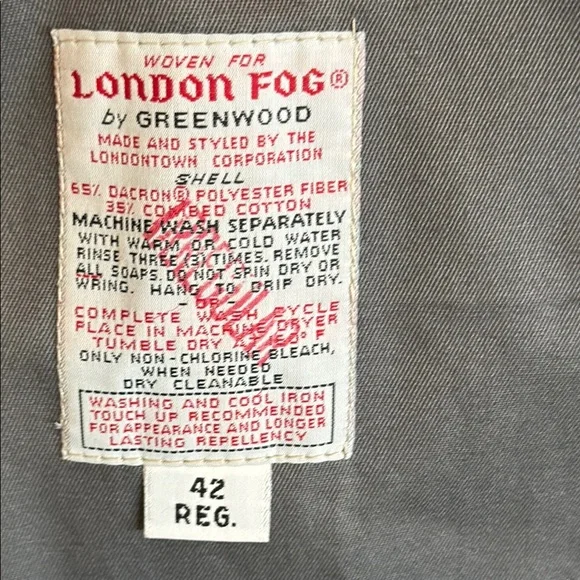 WOVEN FOR
LONDON FOG®
by GREENWOOD
MADE AND STYLED BY THE
LONDONTOWN CORPORATION
SHELL
65% DACRON® POLYESTER FIBER
35% COMBED COTTON
MACHINE WASH SEPARATELY
WITH WARM OR COLD WATER
RINSE THREE (3) TIMES. REMOVE
ALL SOAPS. DO NOT SPIN DRY OR
WRING. HANG TO DRIP DRY.
- OR -
COMPLETE WASH CYCLE
PLACE IN MACHINE DRYER
TUMBLE DRY F
ONLY NON-CHLORINE BLEACH,
WHEN NEEDED
DRY CLEANABLE
WASHING AND COOL IRON
TOUCH UP RECOMMENDED
FOR APPEARANCE AND LONGER
LASTING REPELLENCY
42
REG.